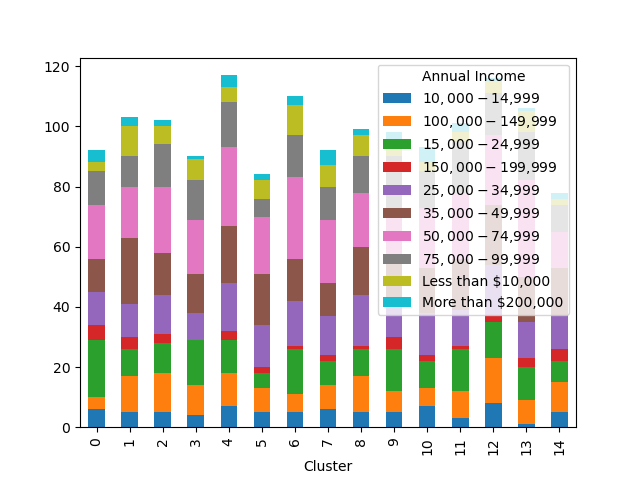 120
100
80
60
40
20
0
Annual Income
10, 000 − 14,999
100, 000 − 149,999
15, 000 − 24,999
150, 000 − 199,999
25, 000 − 34,999
35, 000 − 49,999
50, 000 − 74,999
75, 000 − 99,999
Less than $10,000
More than $200,000
0 1 2 3 4 5 6 7 8 9 10 11 12 13 14
Cluster